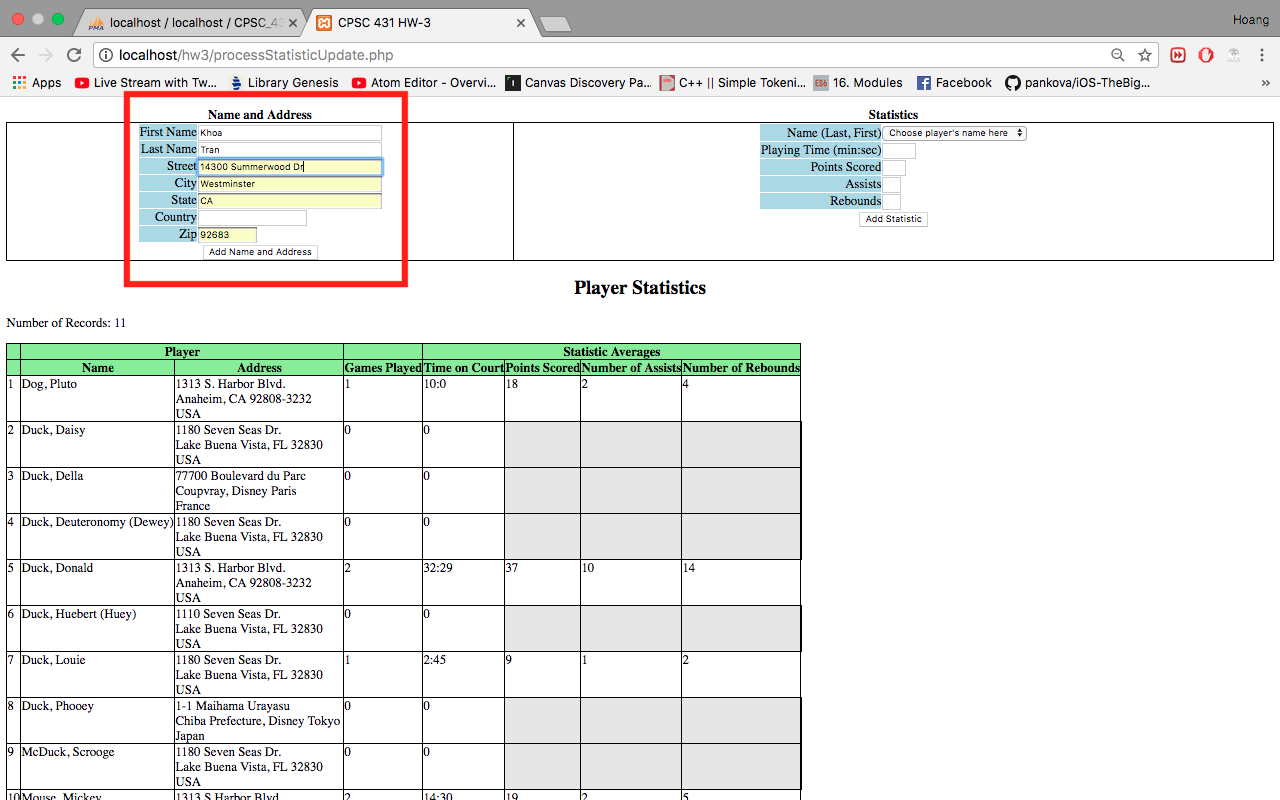 localhost / localhost / CPSC_43
CPSC 431 HW-3
Hoang
localhost/hw3/processStatisticUpdate.php
Apps
Live Stream with Tw...
Library Genesis
Atom Editor - Overvi...
Canvas Discovery Pa...
C++ || Simple Tokeni...
16. Modules
Facebook
pankova/iOS-TheBig...
Name and Address
First Name Khoa
Last Name Tran
Street 14300 Summerwood Dr
City Westminster
State CA
Country
Zip 92683
Add Name and Address
Statistics
Name (Last, First) Choose player's name here
Playing Time (min:sec)
Points Scored
Assists
Rebounds
Add Statistic
Player Statistics
Number of Records: 11
Player Statistic Averages
Name Address Games Played Time on Court Points Scored Number of Assists Number of Rebounds
1 Dog, Pluto 1313 S. Harbor Blvd. 1 10:0 18 2 4
Anaheim, CA 92808-3232
USA
2 Duck, Daisy 1180 Seven Seas Dr. 0 0
Lake Buena Vista, FL 32830
USA
3 Duck, Della 77700 Boulevard du Parc 0 0
Coupvray, Disney Paris
France
4 Duck, Deuteronomy (Dewey) 1180 Seven Seas Dr. 0 0
Lake Buena Vista, FL 32830
USA
5 Duck, Donald 1313 S. Harbor Blvd. 2 32:29 37 10 14
Anaheim, CA 92808-3232
USA
6 Duck, Huebert (Huey) 1110 Seven Seas Dr. 0 0
Lake Buena Vista, FL 32830
USA
7 Duck, Louie 1180 Seven Seas Dr. 1 2:45 9 1 2
Lake Buena Vista, FL 32830
USA
8 Duck, Phooey 1-1 Maihama Urayasu 0 0
Chiba Prefecture, Disney Tokyo
Japan
9 McDuck, Scrooge 1180 Seven Seas Dr. 0 0
Lake Buena Vista, FL 32830
USA
10 Mouse, Mickey 1313 S Harbor Blvd. 2 14:30 19 2 5